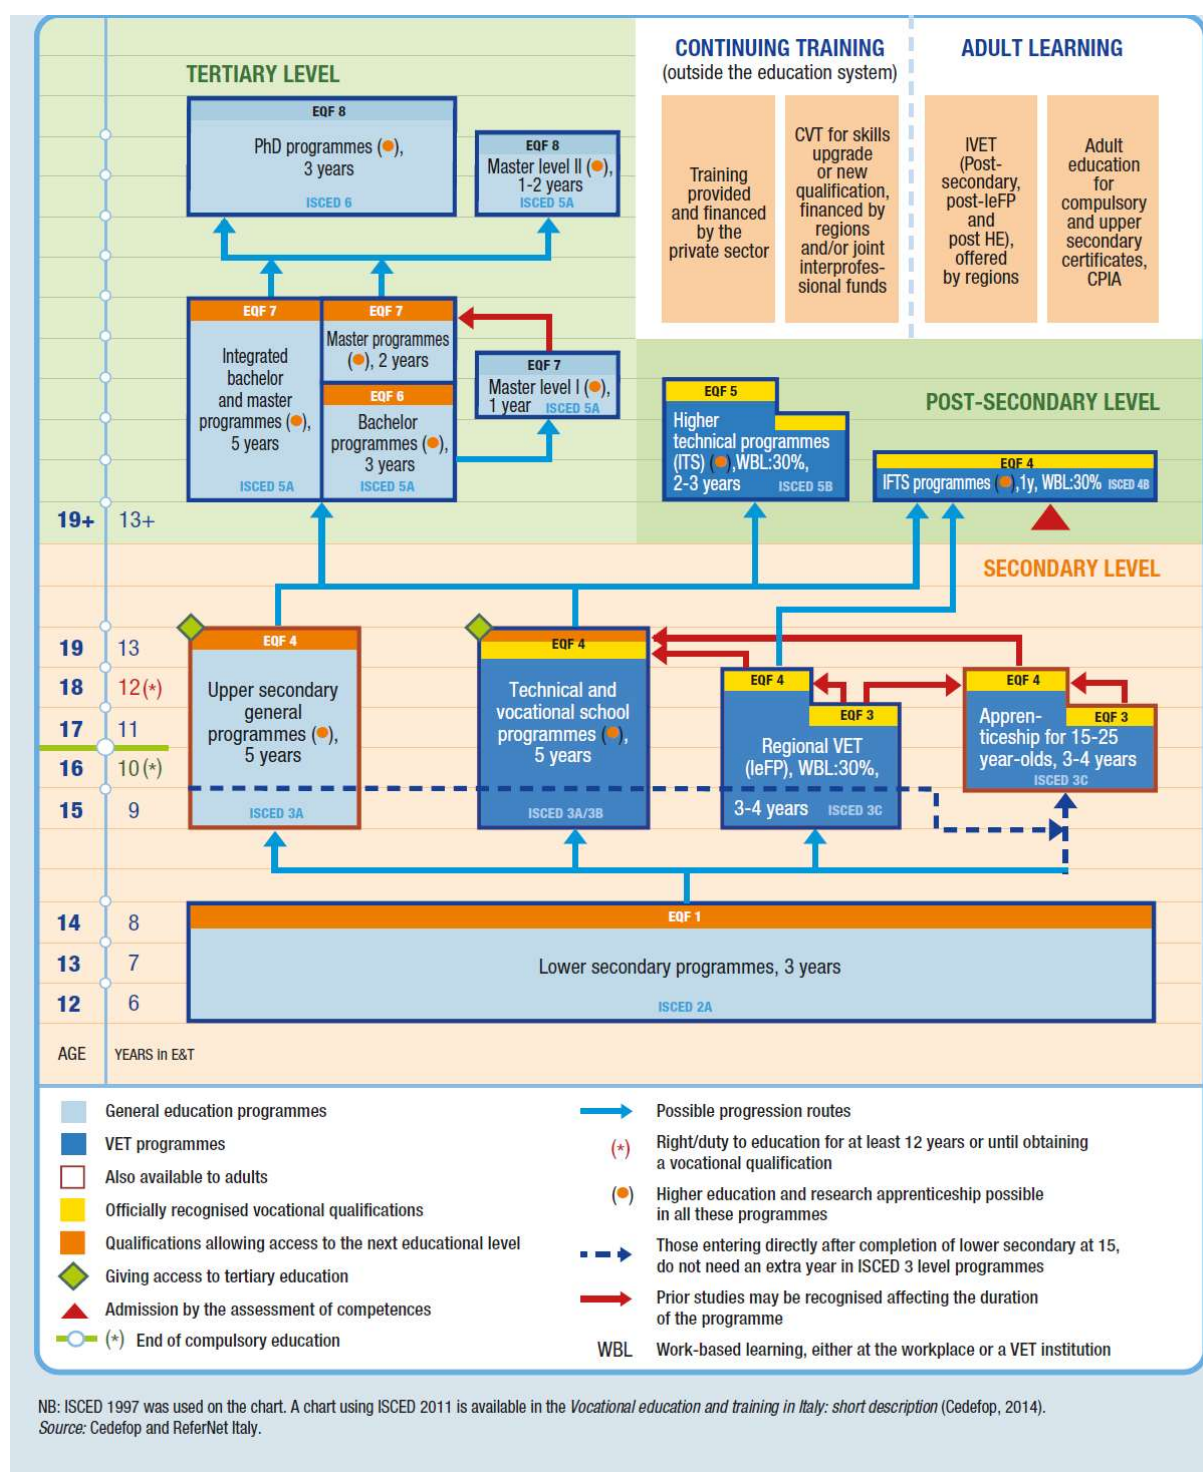 CONTINUING TRAINING
(outside the education system)
ADULT LEARNING
TERTIARY LEVEL
EQF 8
PhD programmes (●),
3 years
ISCED 6
EQF 8
Master level II (●),
1-2 years
ISCED 5A
Training
provided
and financed
by the
private sector
CVT for skills
upgrade
or new
qualification,
financed by
regions
and/or joint
interprofes-
sional funds
IVET
(Post-
secondary,
post-IeFP
and
post HE),
offered
by regions
Adult
education
for
compulsory
and upper
secondary
certificates,
CPIA
EQF 7
Integrated
bachelor
and master
programmes (●),
5 years
ISCED 5A
EQF 7
Master programmes
(●), 2 years
EQF 6
Bachelor
programmes (●),
3 years
ISCED 5A
EQF 7
Master level I (●),
1 year ISCED 5A
POST-SECONDARY LEVEL
EQF 5
Higher
technical programmes
(ITS) (●),WBL:30%,
2-3 years ISCED 5B
EQF 4
IFTS programmes (●),1y, WBL:30% ISCED 4B
19+ 13+
SECONDARY LEVEL
19 13
18 12(*)
17 11
16 10(*)
15 9
EQF 4
Upper secondary
general
programmes (●),
5 years
ISCED 3A
EQF 4
Technical and
vocational school
programmes (●),
5 years
ISCED 3A/3B
EQF 4
EQF 3
Regional VET
(IeFP), WBL:30%,
3-4 years ISCED 3C
EQF 4
EQF 3
Appren-
ticeship for 15-25
year-olds, 3-4 years
ISCED 3C
14 8
13 7
12 6
EQF 1
Lower secondary programmes, 3 years
ISCED 2A
AGE YEARS in E&T
General education programmes
VET programmes
Also available to adults
Officially recognised vocational qualifications
Qualifications allowing access to the next educational level
Giving access to tertiary education
Admission by the assessment of competences
(*) End of compulsory education
Possible progression routes
(*) Right/duty to education for at least 12 years or until obtaining
a vocational qualification
(●) Higher education and research apprenticeship possible
in all these programmes
Those entering directly after completion of lower secondary at 15,
do not need an extra year in ISCED 3 level programmes
Prior studies may be recognised affecting the duration
of the programme
WBL Work-based learning, either at the workplace or a VET institution
NB: ISCED 1997 was used on the chart. A chart using ISCED 2011 is available in the Vocational education and training in Italy: short description (Cedefop, 2014).
Source: Cedefop and ReferNet Italy.